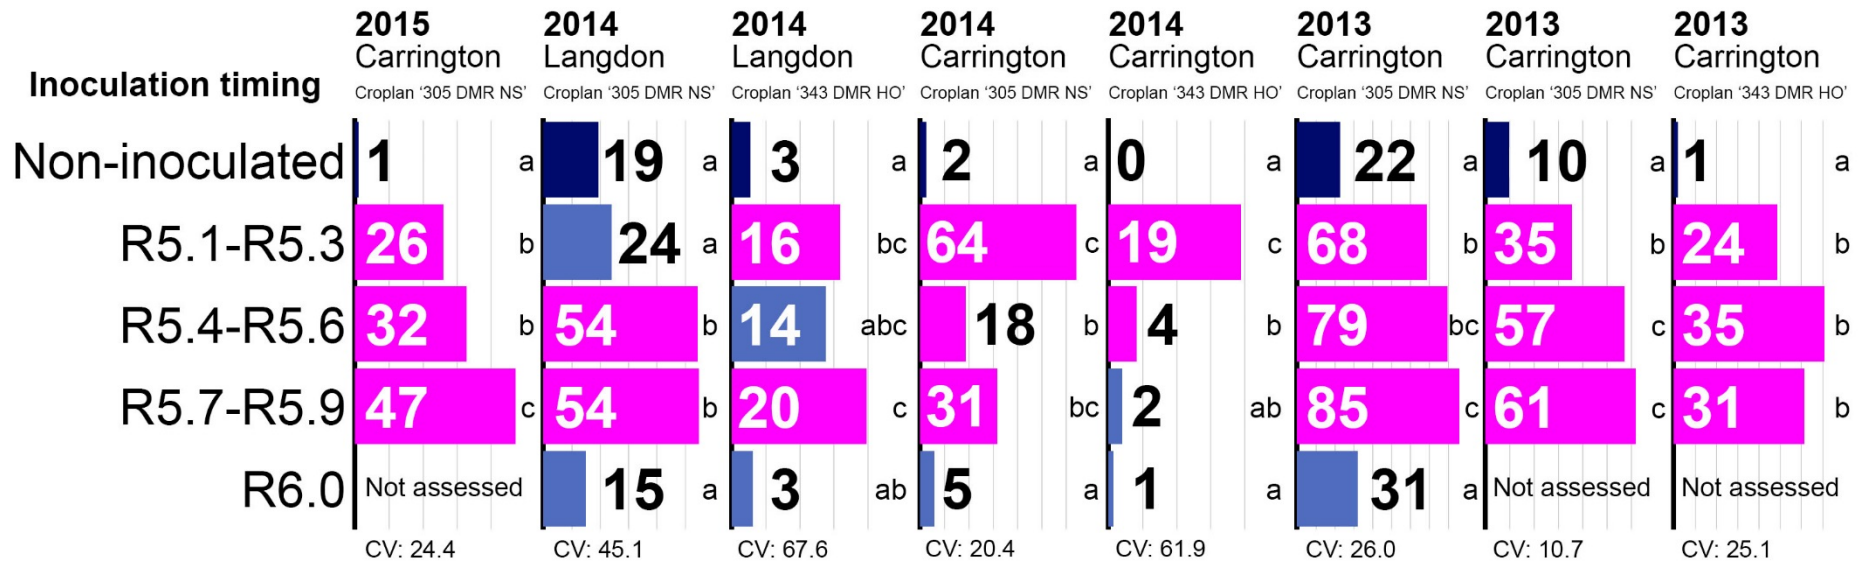 2015 2014 2014 2014 2014 2013 2013 2013
Carrington Langdon Langdon Carrington Carrington Carrington Carrington Carrington
Inoculation timing Croplan '305 DMR NS' Croplan '305 DMR NS' Croplan '343 DMR HO' Croplan '305 DMR NS' Croplan '343 DMR HO' Croplan '305 DMR NS' Croplan '305 DMR NS' Croplan '343 DMR HO'
Non-inoculated 1 a 19 a 3 a 2 a 0 a 22 a 10 a 1 a
R5.1-R5.3 26 b 24 a 16 bc 64 c 19 c 68 b 35 b 24 b
R5.4-R5.6 32 b 54 b 14 abc 18 b 4 b 79 bc 57 c 35 b
R5.7-R5.9 47 c 54 b 20 c 31 bc 2 ab 85 c 61 c 31 b
R6.0 Not assessed 15 a 3 ab 5 a 1 a 31 a Not assessed Not assessed
CV: 24.4 CV: 45.1 CV: 67.6 CV: 20.4 CV: 61.9 CV: 26.0 CV: 10.7 CV: 25.1